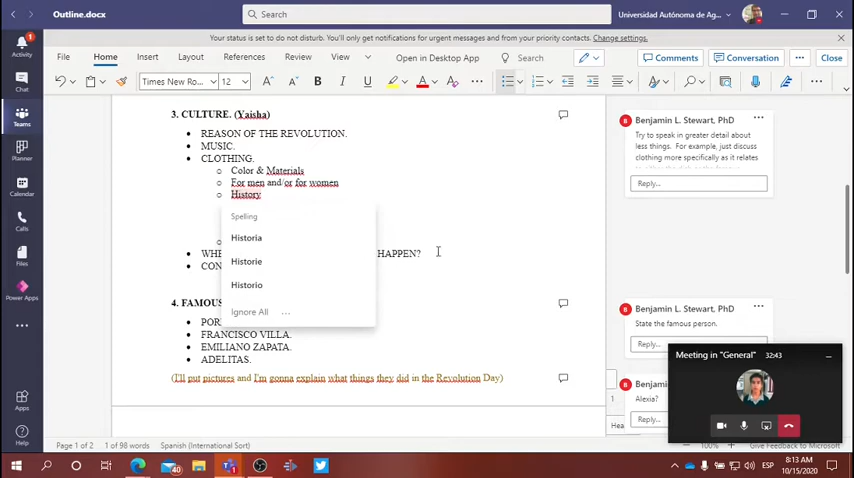 Outline.docx
Search
Universidad Autónoma de Ag...
Your status is set to do not disturb. You'll only get notifications for urgent messages and from your priority contacts. Change settings.
File Home Insert Layout References Review View Open in Desktop App Search Comments Conversation Close
Times New Rom... 12 B I U A
Activity
Chat
Teams
Planner
Calendar
Calls
Files
Power Apps
Apps
Help
3. CULTURE. (Yaisha)
REASON OF THE REVOLUTION.
MUSIC.
CLOTHING.
Color & Materials
For men and/or for women
History
Spelling
Historia
Historie
Historio
Ignore All ...
WHE
HAPPEN?
CON
4. FAMOUS
POR
FRANCISCO VILLA.
EMILIANO ZAPATA.
ADELITAS.
(I'll put pictures and I'm gonna explain what things they did in the Revolution Day)
Benjamin L. Stewart, PhD
Try to speak in greater detail about
less things. For example, just discuss
clothing more specifically as it relates
Reply...
Benjamin L. Stewart, PhD
State the famous person.
Reply...
Benjami
Alexia?
Reply...
Meeting in "General" 32:43
Page 1 of 2 1 of 98 words Spanish (International Sort)
100% Give Feedback to Microsoft
40
ESP
8:13 AM
10/15/2020